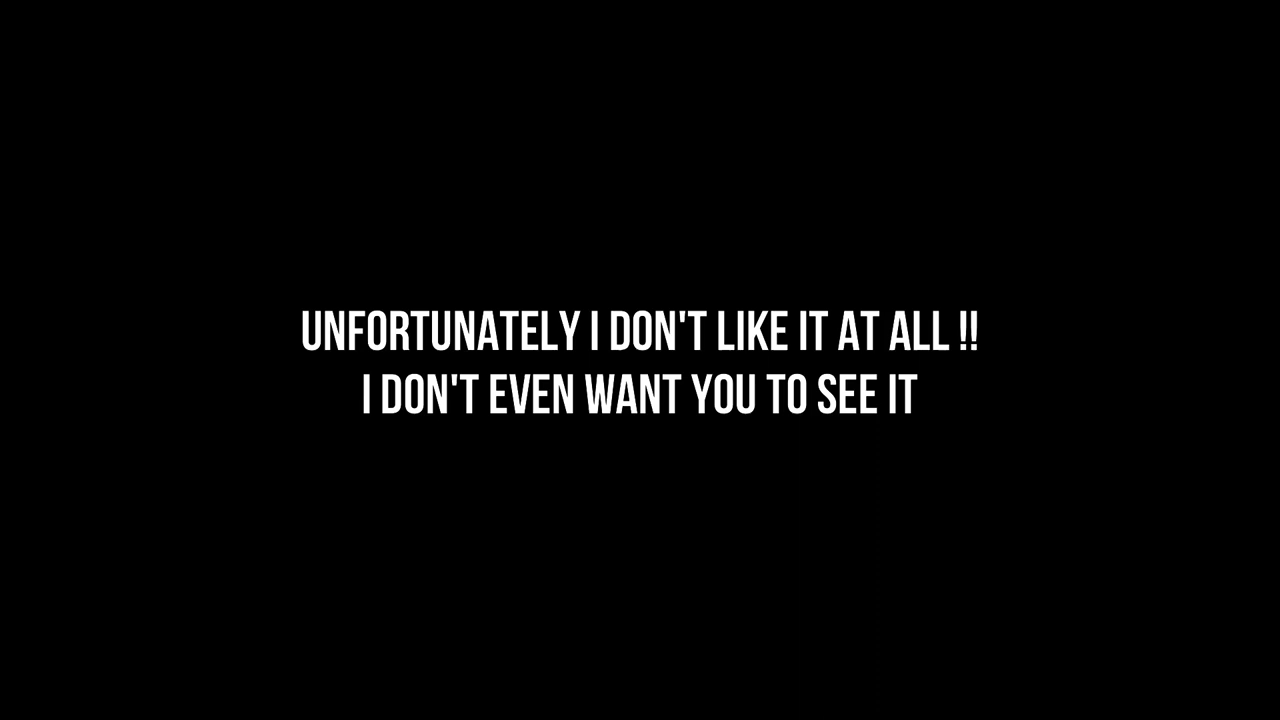 UNFORTUNATELY I DON'T LIKE IT AT ALL !!
I DON'T EVEN WANT YOU TO SEE IT